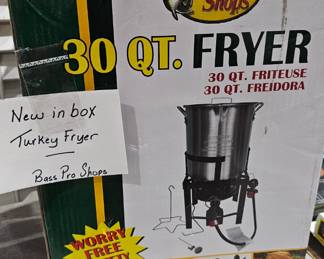 Shops
30 QT. FRYER
30 QT. FRITEUSE
30 QT. FREIDORA
New in box
Turkey Fryer
Bass Pro Shops
WORRY
FREE